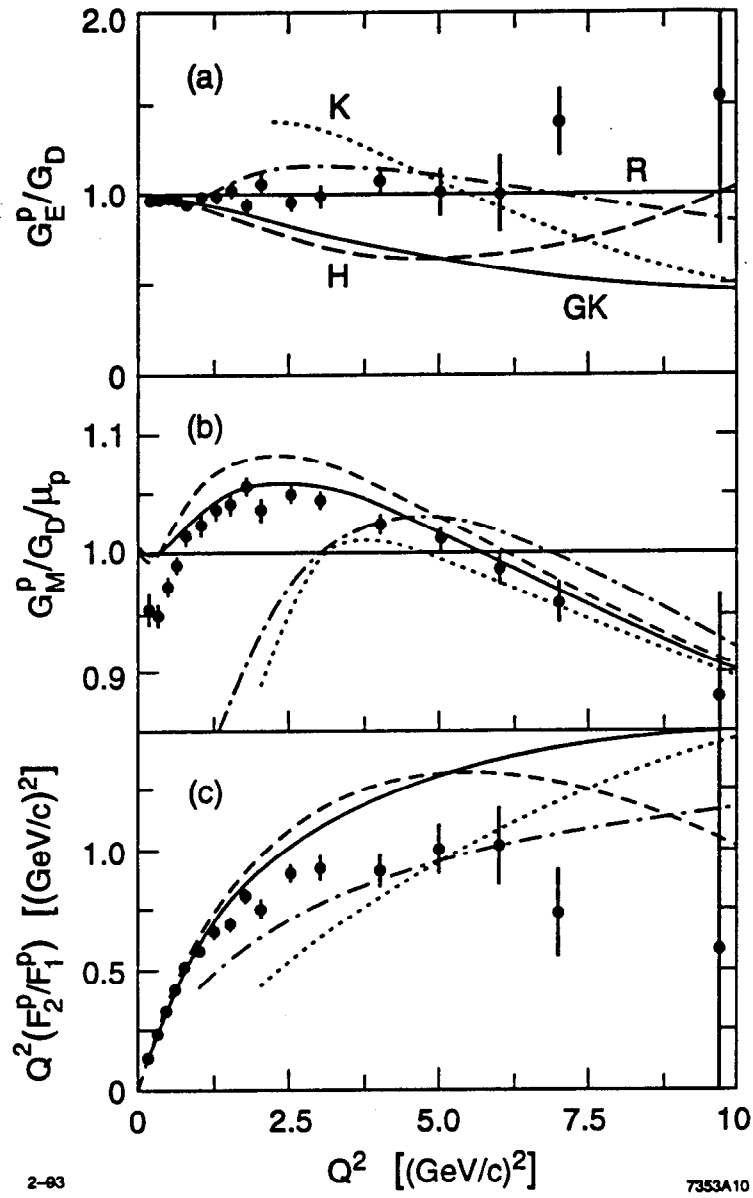 2.0
(a)
K
R
1.0
G_E^p/G_D
H
GK
0
(b)
1.1
G_M^p/G_D/μ_p
1.0
0.9
(c)
1.0
Q^2(F_2^p/F_1^p) [(GeV/c)^2]
0.5
0
0 2.5 5.0 7.5 10
Q^2 [(GeV/c)^2]
2–93
7353A10